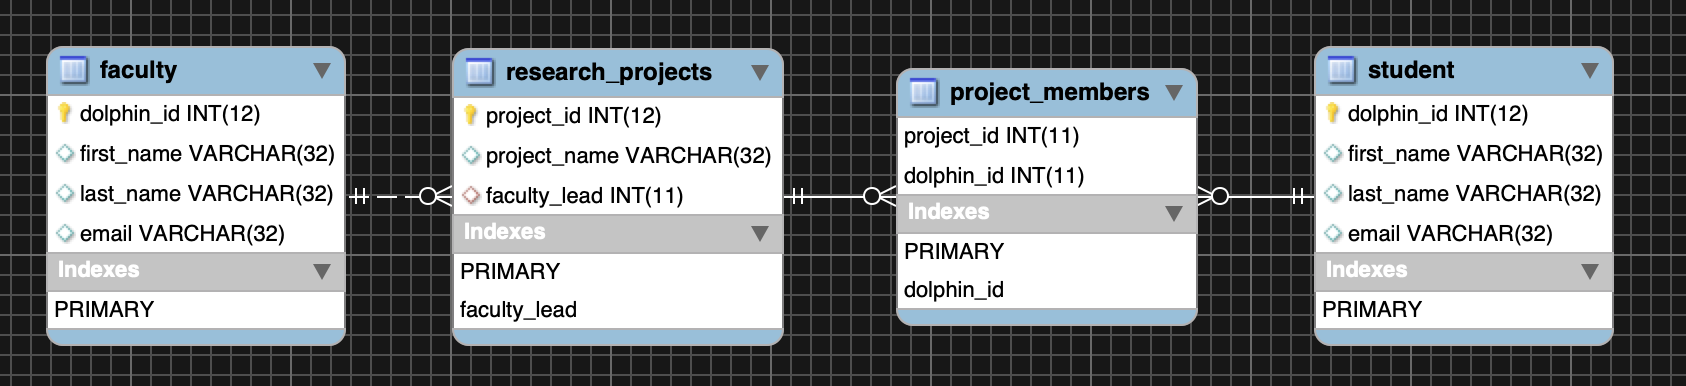 faculty
dolphin_id INT(12)
first_name VARCHAR(32)
last_name VARCHAR(32)
email VARCHAR(32)
Indexes
PRIMARY
research_projects
project_id INT(12)
project_name VARCHAR(32)
faculty_lead INT(11)
Indexes
PRIMARY
faculty_lead
project_members
project_id INT(11)
dolphin_id INT(11)
Indexes
PRIMARY
dolphin_id
student
dolphin_id INT(12)
first_name VARCHAR(32)
last_name VARCHAR(32)
email VARCHAR(32)
Indexes
PRIMARY